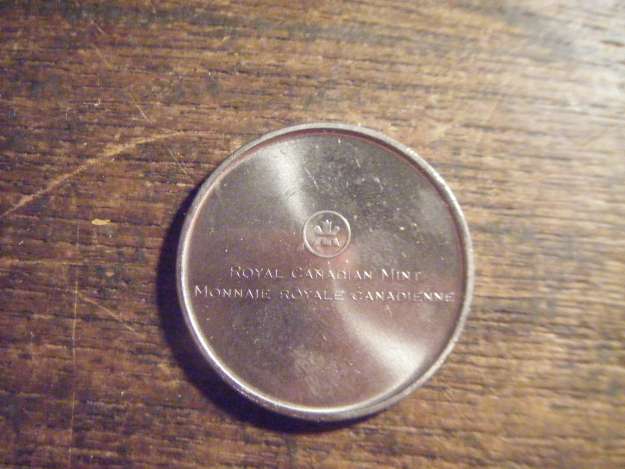 ROYAL CANADIAN MINT
MONNAIE ROYALE CANADIENNE